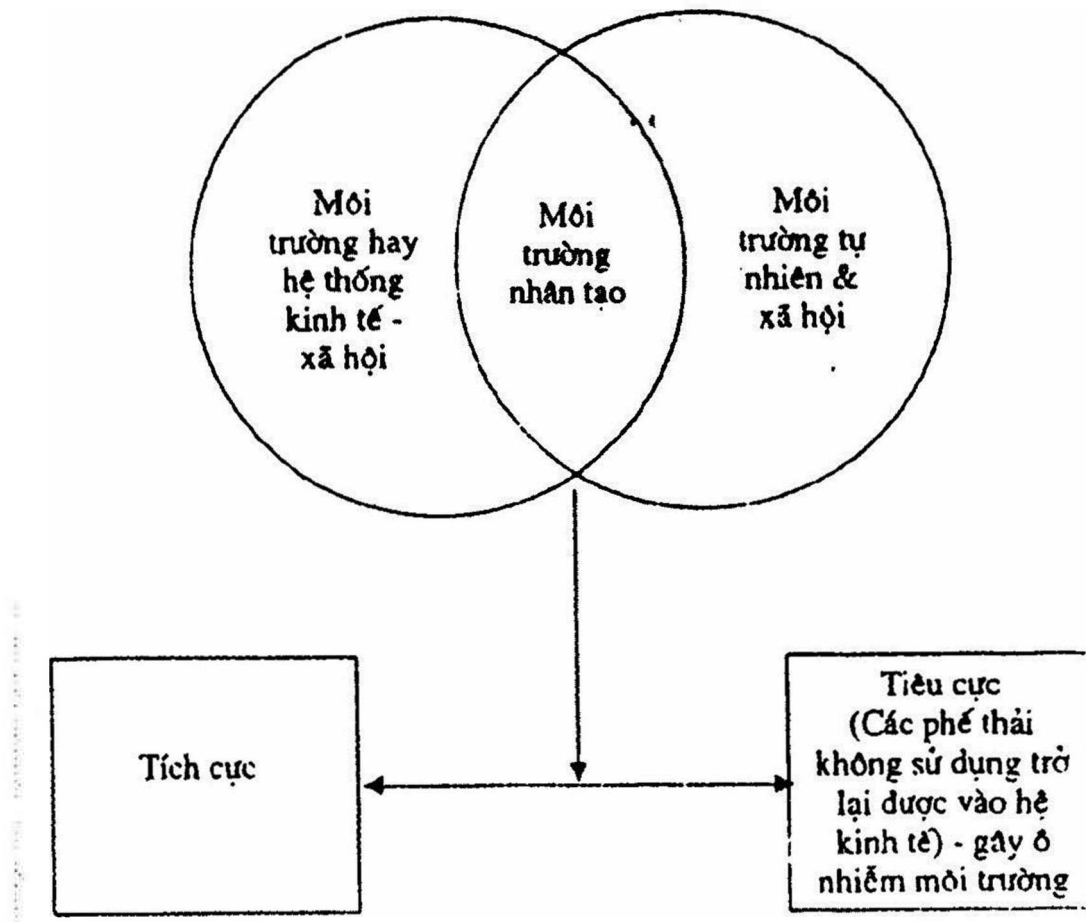 Môi
trường hay
hệ thống
kinh tế -
xã hội
Môi
trường
nhân tạo
Môi
trường tự
nhiên &
xã hội
Tích cực
Tiêu cực
(Các phế thải
không sử dụng trở
lại được vào hệ
kinh tế) - gây ô
nhiễm môi trường